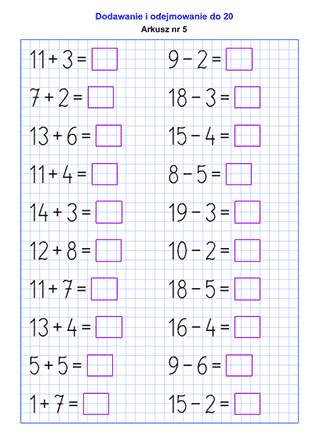 Dodawanie i odejmowanie do 20
Arkusz nr 5
11 + 3 = 9 - 2 =
7 + 2 = 18 - 3 =
13 + 6 = 15 - 4 =
11 + 4 = 8 - 5 =
14 + 3 = 19 - 3 =
12 + 8 = 10 - 2 =
11 + 7 = 18 - 5 =
13 + 4 = 16 - 4 =
5 + 5 = 9 - 6 =
1 + 7 = 15 - 2 =